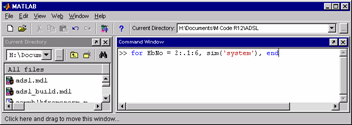 MATLAB
File Edit View Web Window Help
? Current Directory: H:\Documents\M Code R12\ADSL ...
Current Directory
Command Window
H:\Docum ...
>> for EbNo = 2:.1:6, sim('system'), end
All files
adsl.mdl
adsl_build.mdl
Click here and drag to move this window...